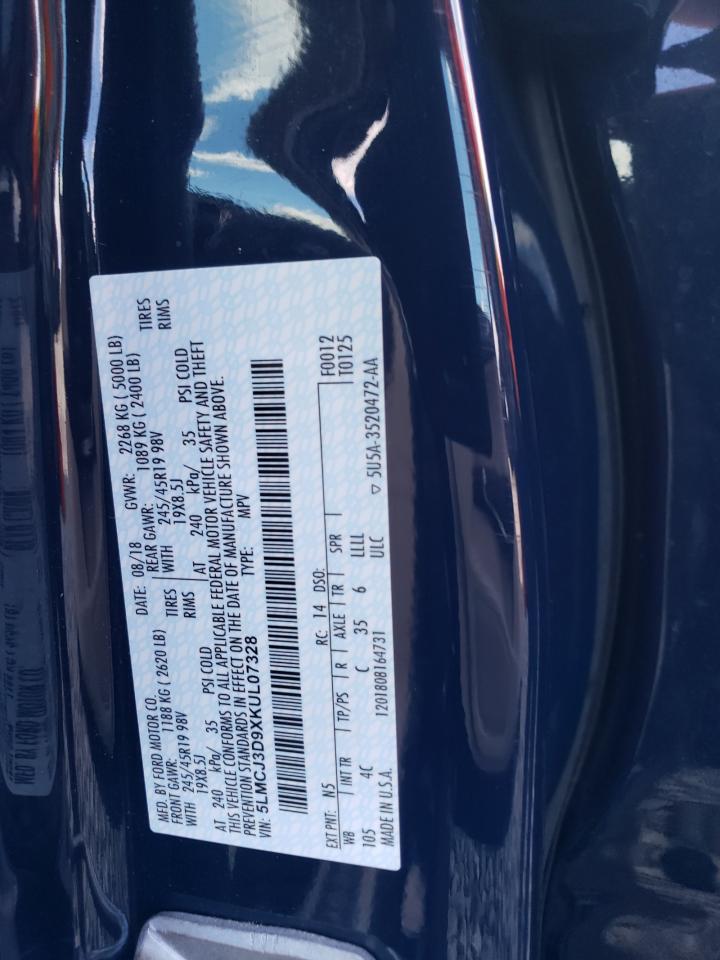 MFD. BY FORD MOTOR CO. DATE: 08/18 GVWR: 2268 KG ( 5000 LB)
FRONT GAWR: 1188 KG ( 2620 LB) REAR GAWR: 1089 KG ( 2400 LB)
WITH 245/45R19 98V TIRES WITH 245/45R19 98V TIRES
19X8.5J RIMS 19X8.5J RIMS
AT 240 kPa/ 35 PSI COLD AT 240 kPa/ 35 PSI COLD
THIS VEHICLE CONFORMS TO ALL APPLICABLE FEDERAL MOTOR VEHICLE SAFETY AND THEFT
PREVENTION STANDARDS IN EFFECT ON THE DATE OF MANUFACTURE SHOWN ABOVE.
VIN: 5LMCJ3D9XKUL07328 TYPE: MPV
EXT PNT: N5 RC: 14 DSO: F0012
WB INT TR TP/PS R AXLE TR SPR T0125
105 4C C 35 6 LLLL
MADE IN U.S.A. 1201808164731 ULC ▽ 5U5A-3520472-AA